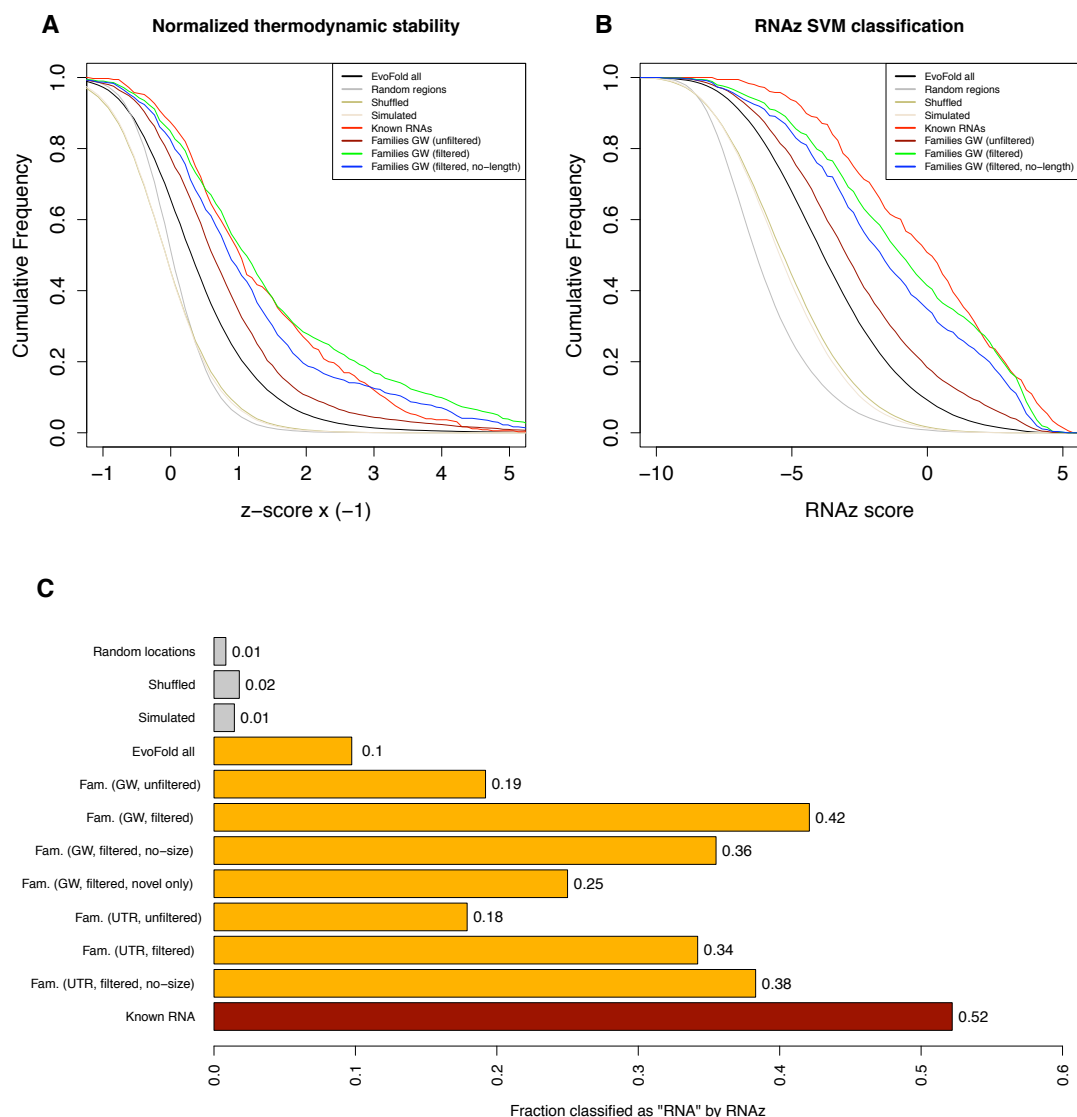 A
Normalized thermodynamic stability
Cumulative Frequency
1.0
0.8
0.6
0.4
0.2
0.0
EvoFold all
Random regions
Shuffled
Simulated
Known RNAs
Families GW (unfiltered)
Families GW (filtered)
Families GW (filtered, no−length)
−1 0 1 2 3 4 5
z−score x (−1)
B
RNAz SVM classification
Cumulative Frequency
1.0
0.8
0.6
0.4
0.2
0.0
EvoFold all
Random regions
Shuffled
Simulated
Known RNAs
Families GW (unfiltered)
Families GW (filtered)
Families GW (filtered, no−length)
−10 −5 0 5
RNAz score
C
Random locations 0.01
Shuffled 0.02
Simulated 0.01
EvoFold all 0.1
Fam. (GW, unfiltered) 0.19
Fam. (GW, filtered) 0.42
Fam. (GW, filtered, no−size) 0.36
Fam. (GW, filtered, novel only) 0.25
Fam. (UTR, unfiltered) 0.18
Fam. (UTR, filtered) 0.34
Fam. (UTR, filtered, no−size) 0.38
Known RNA 0.52
0.0 0.1 0.2 0.3 0.4 0.5 0.6
Fraction classified as "RNA" by RNAz